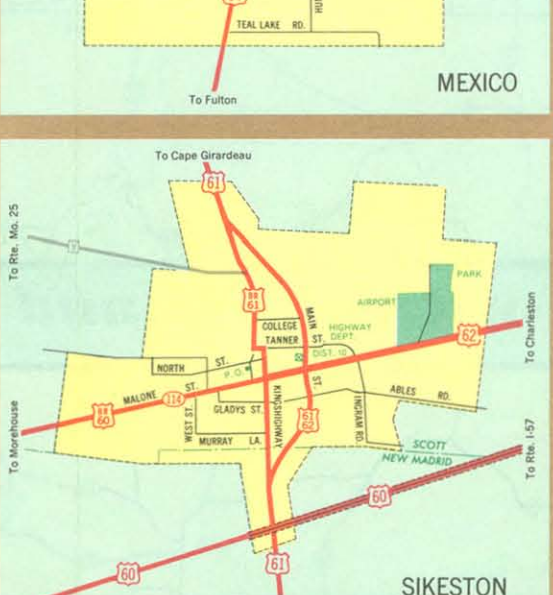 TEAL LAKE RD.
MEXICO
To Fulton
To Cape Girardeau
61
To Rte. Mo. 25
PARK
AIRPORT
BR
61
MAIN
ST.
COLLEGE
TANNER ST.
HIGHWAY
DEPT.
DIST. 10
62
To Charleston
NORTH ST.
P.O.
MALONE ST.
114
BR
60
To Morehouse
WEST ST.
GLADYS ST.
KINGSHIGHWAY
61
62
INGRAM RD.
ABLES RD.
MURRAY LA.
SCOTT
NEW MADRID
To Rte. I-57
60
60
61
SIKESTON